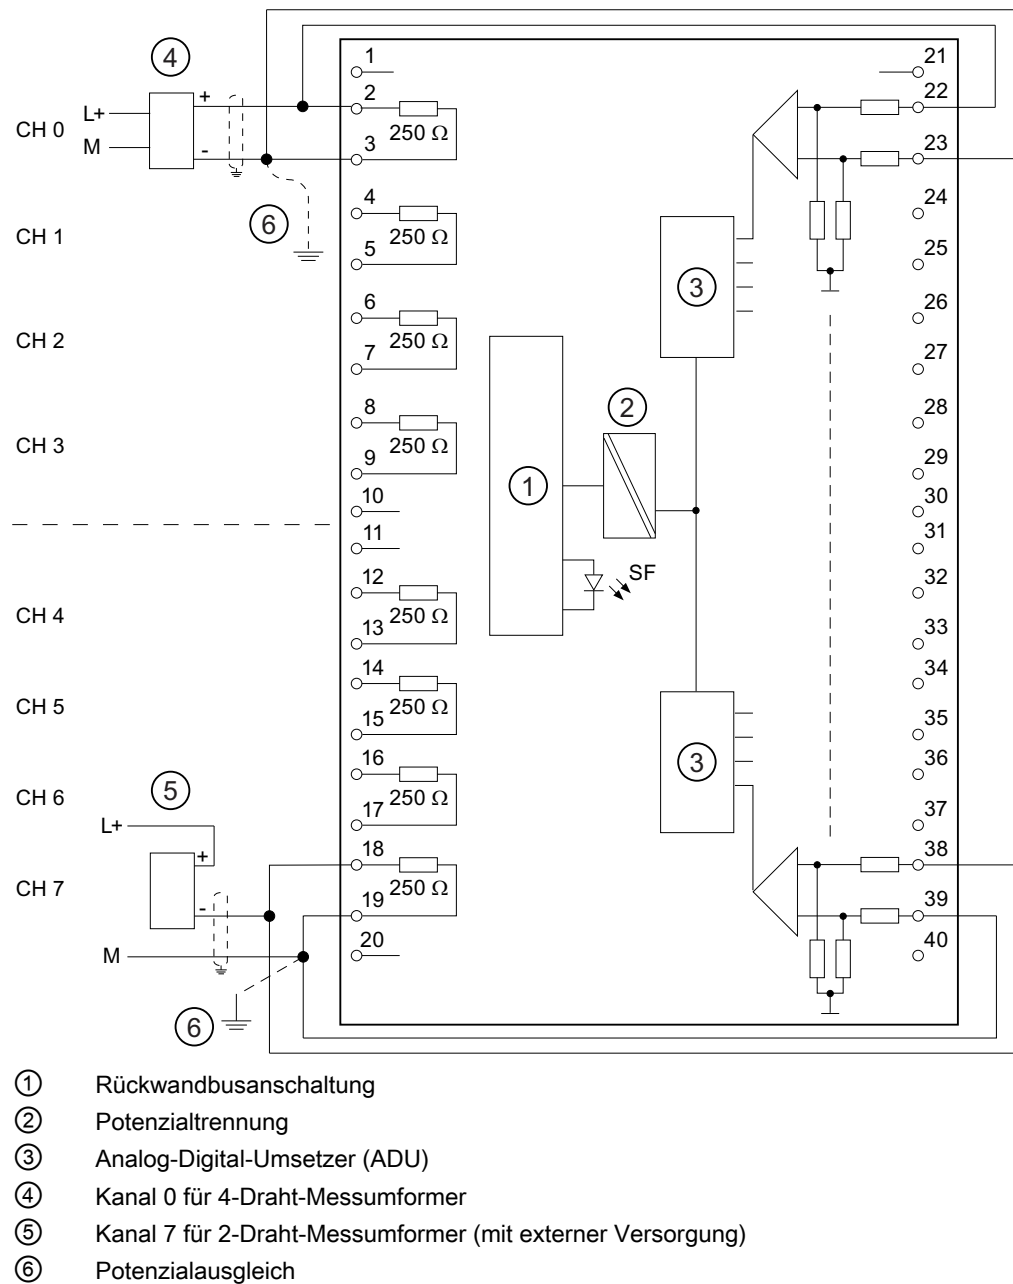 ④
1
21
+
2
22
L+
CH 0
250 Ω
M
-
3
23
⑥
4
24
CH 1
250 Ω
5
25
③
6
26
CH 2
250 Ω
7
27
②
8
28
CH 3
250 Ω
9
29
①
10
30
11
31
SF
12
32
CH 4
250 Ω
13
33
14
34
CH 5
250 Ω
15
35
③
16
36
⑤
CH 6
250 Ω
17
37
L+
18
38
+
CH 7
250 Ω
19
39
-
20
40
M
⑥
① Rückwandbusanschaltung
② Potenzialtrennung
③ Analog-Digital-Umsetzer (ADU)
④ Kanal 0 für 4-Draht-Messumformer
⑤ Kanal 7 für 2-Draht-Messumformer (mit externer Versorgung)
⑥ Potenzialausgleich